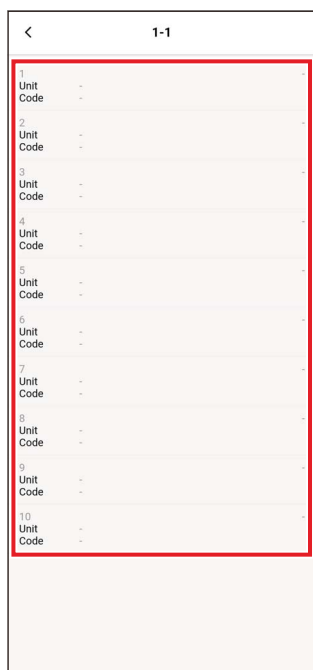 1-1
1 -
Unit -
Code -
2 -
Unit -
Code -
3 -
Unit -
Code -
4 -
Unit -
Code -
5 -
Unit -
Code -
6 -
Unit -
Code -
7 -
Unit -
Code -
8 -
Unit -
Code -
9 -
Unit -
Code -
10 -
Unit -
Code -